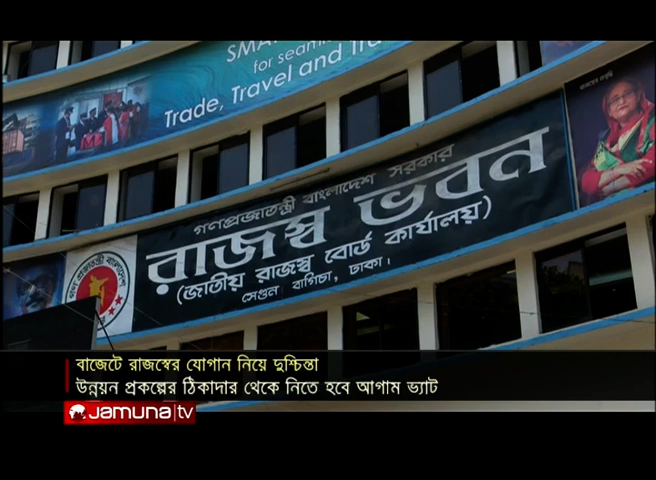 SMA
for seam
Trade, Travel and Tra
গণপ্রজাতন্ত্রী বাংলাদেশ সরকার
রাজস্ব ভবন
(জাতীয় রাজস্ব বোর্ড কার্যালয়)
সেগুন বাগিচা, ঢাকা।
বাজেটে রাজস্বের যোগান নিয়ে দুশ্চিন্তা
উন্নয়ন প্রকল্পের ঠিকাদার থেকে নিতে হবে আগাম ভ্যাট
JAMUNA tv